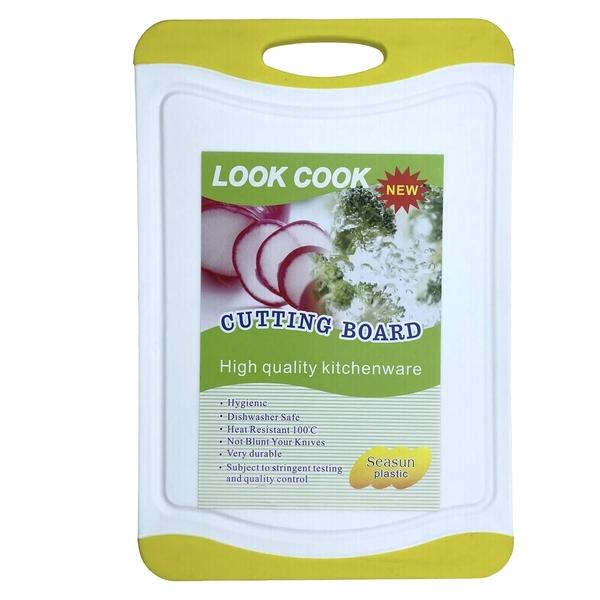 LOOK COOK
NEW
CUTTING BOARD
High quality kitchenware
• Hygienic
• Dishwasher Safe
• Heat Resistant 100°C
• Not Blunt Your Knives
• Very durable
• Subject to stringent testing
and quality control
Seasun
plastic